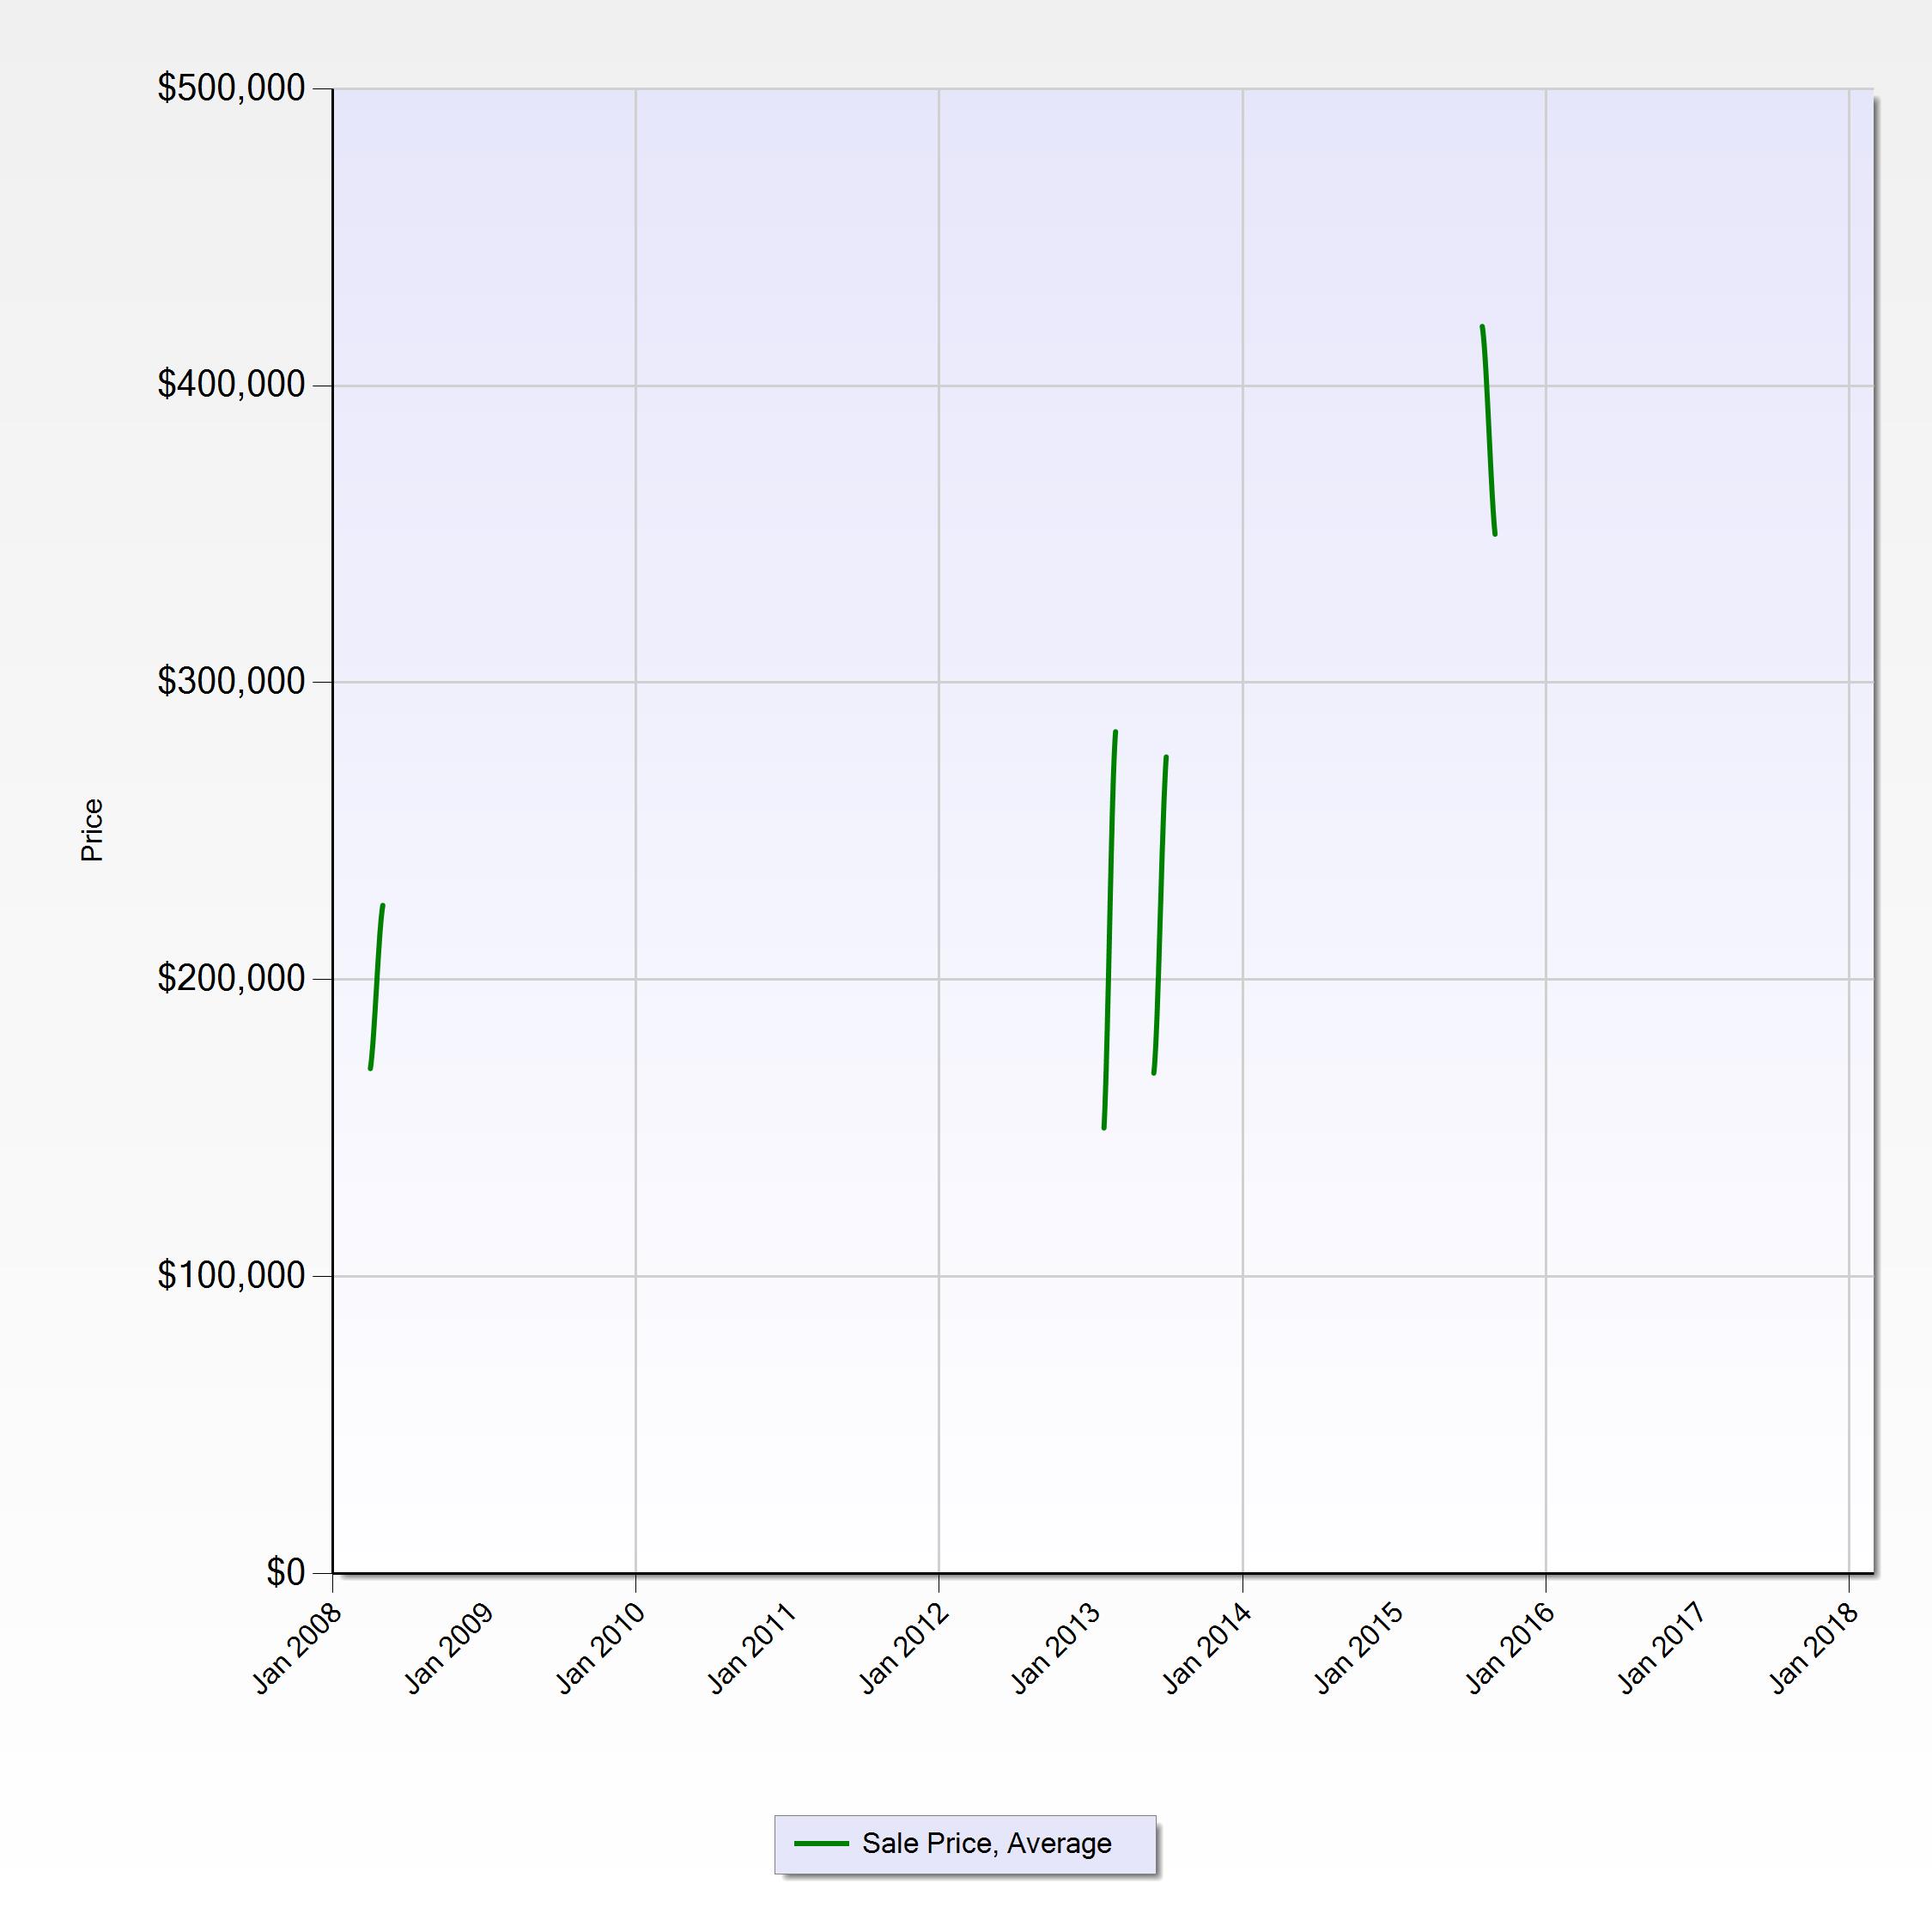 $500,000
$400,000
$300,000
$200,000
$100,000
$0
Price
Jan 2008
Jan 2009
Jan 2010
Jan 2011
Jan 2012
Jan 2013
Jan 2014
Jan 2015
Jan 2016
Jan 2017
Jan 2018
Sale Price, Average